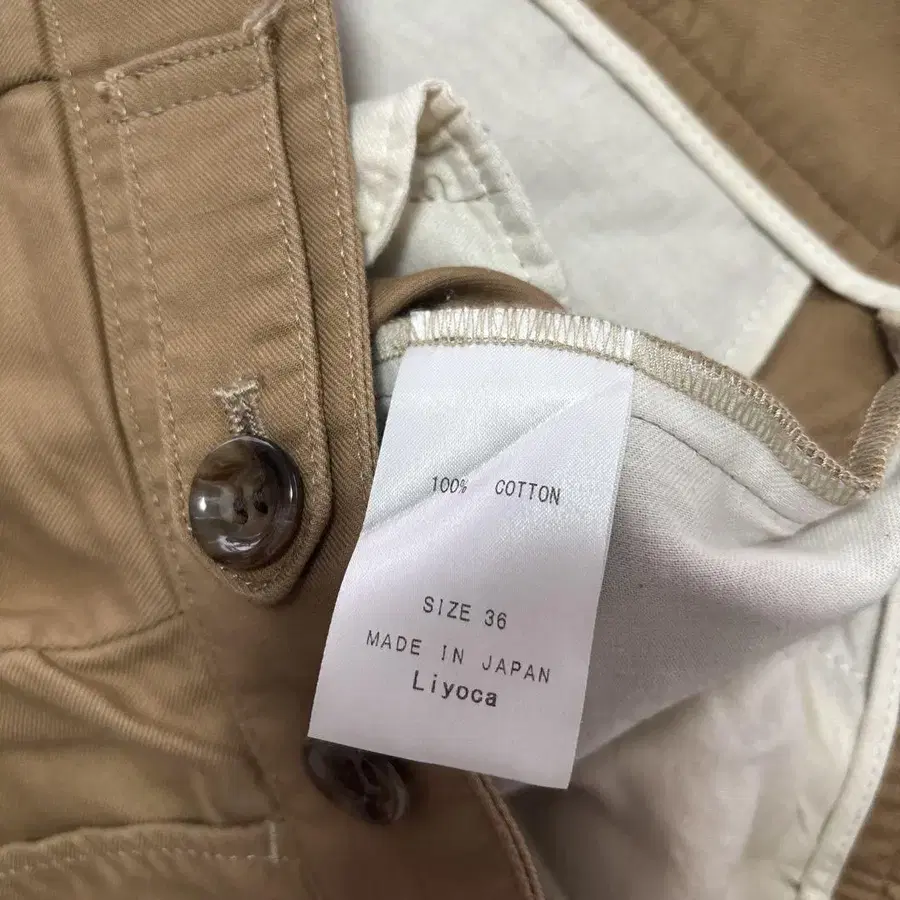 100% COTTON
SIZE 36
MADE IN JAPAN
Liyoca